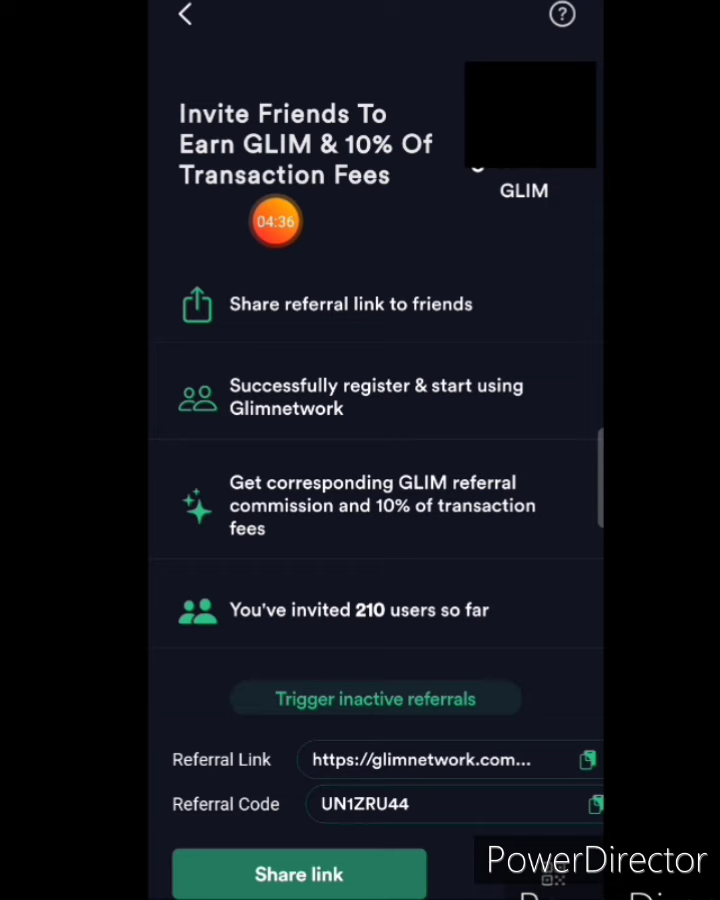 Invite Friends To
Earn GLIM & 10% Of
Transaction Fees
GLIM
04:36
Share referral link to friends
Successfully register & start using
Glimnetwork
Get corresponding GLIM referral
commission and 10% of transaction
fees
You've invited 210 users so far
Trigger inactive referrals
Referral Link https://glimnetwork.com...
Referral Code UN1ZRU44
Share link
PowerDirector